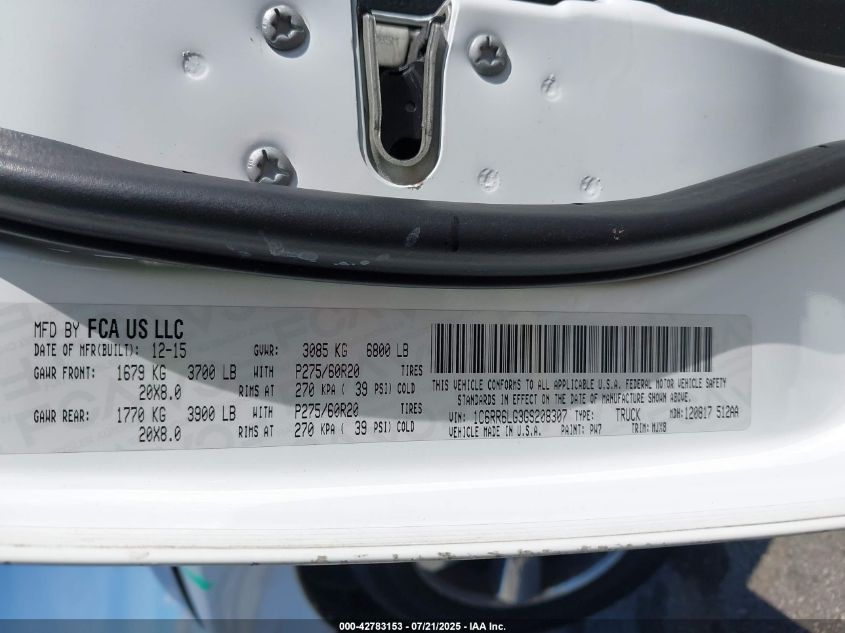 MFD BY FCA US LLC
DATE OF MFR(BUILT): 12-15 GVWR: 3085 KG 6800 LB
GAWR FRONT: 1679 KG 3700 LB WITH P275/60R20 TIRES
20X8.0 RIMS AT 270 KPA ( 39 PSI) COLD
GAWR REAR: 1770 KG 3900 LB WITH P275/60R20 TIRES
20X8.0 RIMS AT 270 KPA ( 39 PSI) COLD
THIS VEHICLE CONFORMS TO ALL APPLICABLE U.S.A. FEDERAL MOTOR VEHICLE SAFETY
STANDARDS IN EFFECT ON THE DATE OF MANUFACTURE SHOWN ABOVE.
VIN: 1C6RR6LG3GS208307 TYPE: TRUCK MDH: 120817 512AA
VEHICLE MADE IN U.S.A. PAINT: PW7 TRIM: MJX8
000-42783153 - 07/21/2025 - IAA Inc.